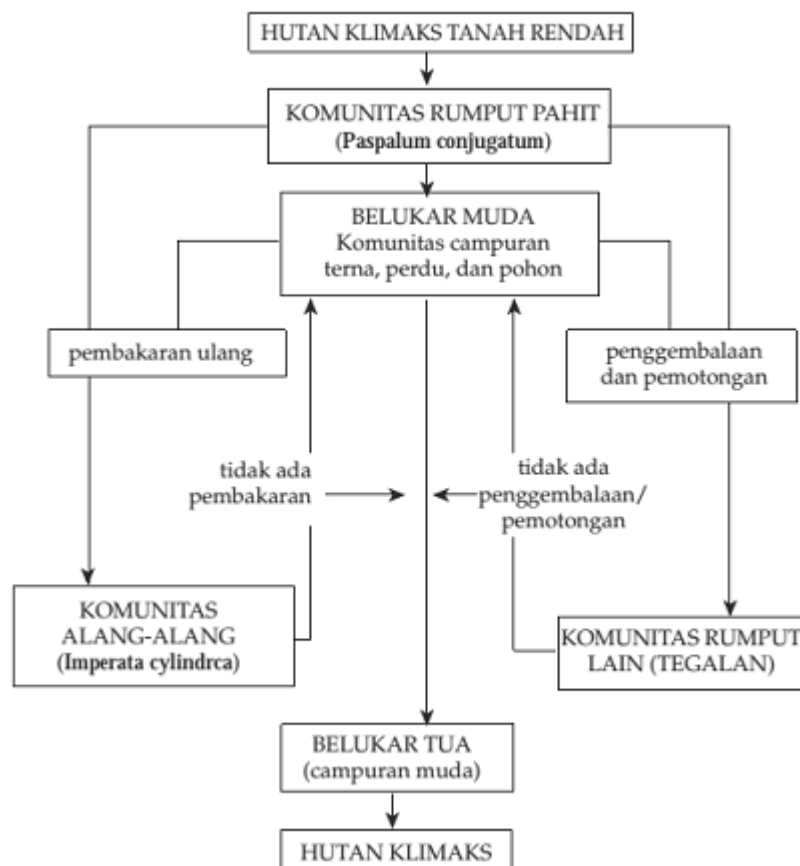 HUTAN KLIMAKS TANAH RENDAH
KOMUNITAS RUMPUT PAHIT
(Paspalum conjugatum)
BELUKAR MUDA
Komunitas campuran
terna, perdu, dan pohon
pembakaran ulang
penggembalaan
dan pemotongan
tidak ada
pembakaran
tidak ada
penggembalaan/
pemotongan
KOMUNITAS
ALANG-ALANG
(Imperata cylindrca)
KOMUNITAS RUMPUT
LAIN (TEGALAN)
BELUKAR TUA
(campuran muda)
HUTAN KLIMAKS